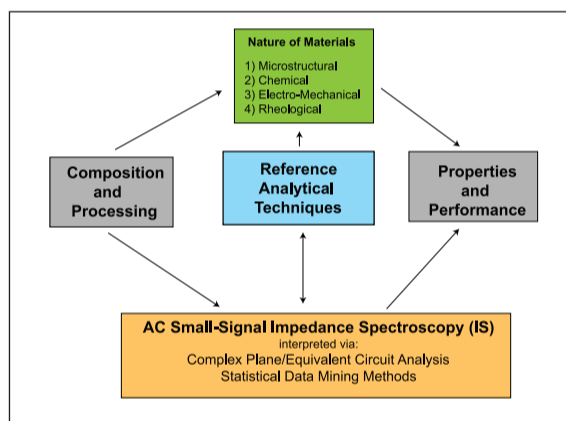 Nature of Materials
1) Microstructural
2) Chemical
3) Electro-Mechanical
4) Rheological
Composition
and
Processing
Reference
Analytical
Techniques
Properties
and
Performance
AC Small-Signal Impedance Spectroscopy (IS)
interpreted via:
Complex Plane/Equivalent Circuit Analysis
Statistical Data Mining Methods